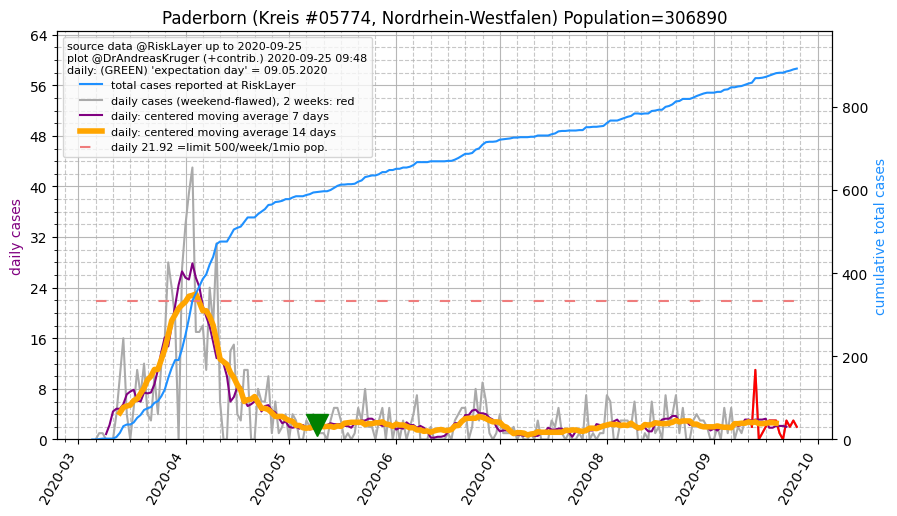 Paderborn (Kreis #05774, Nordrhein-Westfalen) Population=306890
source data @RiskLayer up to 2020-09-25
plot @DrAndreasKruger (+contrib.) 2020-09-25 09:48
daily: (GREEN) 'expectation day' = 09.05.2020
total cases reported at RiskLayer
daily cases (weekend-flawed), 2 weeks: red
daily: centered moving average 7 days
daily: centered moving average 14 days
daily 21.92 =limit 500/week/1mio pop.
daily cases
64
56
48
40
32
24
16
8
0
cumulative total cases
800
600
400
200
0
2020-03
2020-04
2020-05
2020-06
2020-07
2020-08
2020-09
2020-10